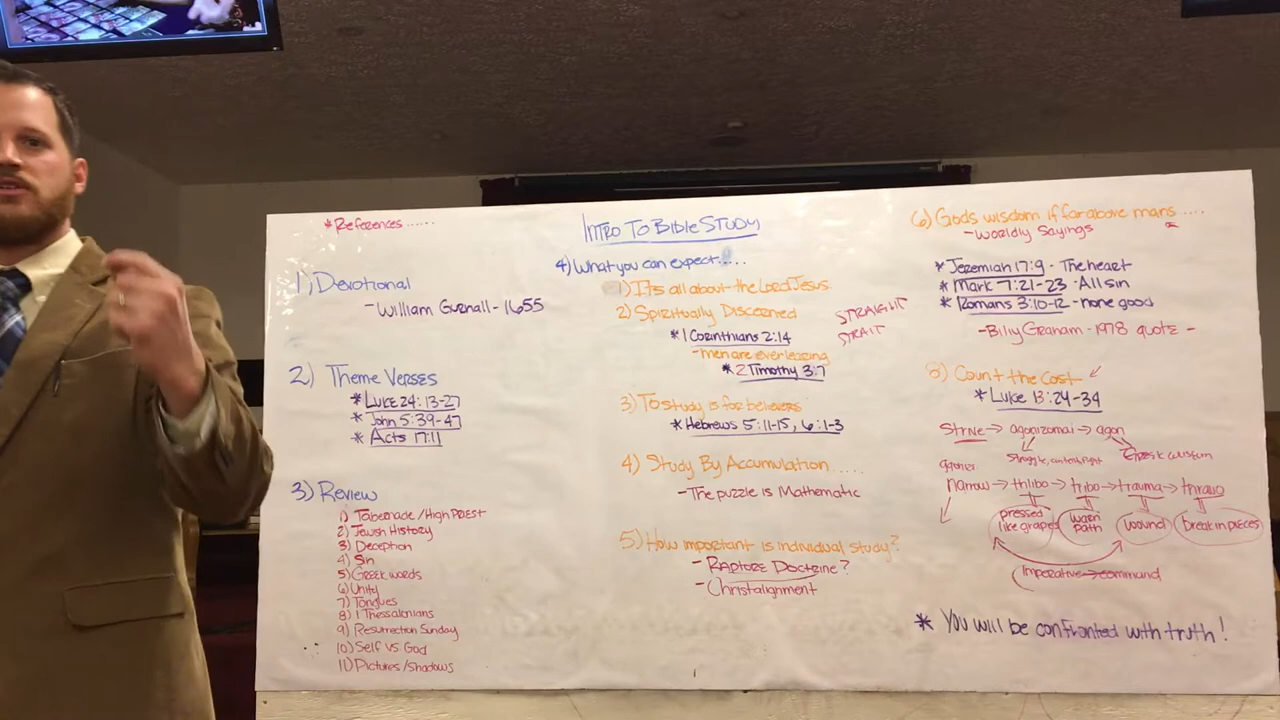 *References......
INTRO TO BIBLE STUDY
1) Devotional
-William Gurnall-1655
2) THEME VERSES
*LUKE 24:13-27
*John 5:39-47
*Acts 17:11
3) Review
1) Tabernacle/High PRIEST
2) Jewish History
3) Deception
4) Sin
5) Greek words
6) Unity
7) Tongues
8) 1 Thessalonians
9) Resurrection Sunday
10) Self vs. God
11) Pictures/Shadows
4) What you can expect.....
1) It's all about the Lord Jesus
2) Spiritually Discerned
*1 Corinthians 2:14
-men are ever learing
*2 Timothy 3:7
STRAIGHT
STRAIT
3) To study is for believers
*Hebrews 5:11-15, 6:1-3
4) Study By Accumulation.....
-The puzzle is Mathematic
5) How important is individual study?
-RAPTURE DOCTRINE?
-Christalignment
6) Gods wisdom if far above mans....
-Worldly Sayings
*Jeremiah 17:9 - The heart
*Mark 7:21-23 - All sin
*Romans 3:10-12 - none good
-Billy Graham - 1978 quote -
8) Count the Cost
*Luke 13:24-34
Strive → agonizomai → agon
Struggle, contend, fight
narrow → thlibo → tribo → trauma → thrauo
pressed like grapes
worn path
wound
break in pieces
Imperative → command
* You will be confronted with truth!